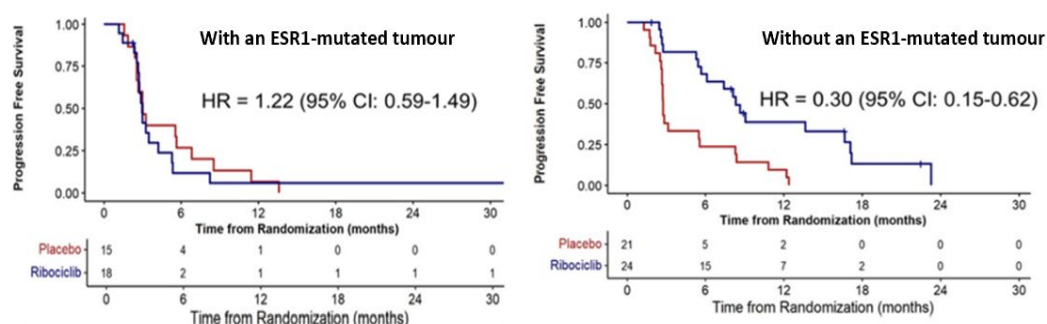 With an ESR1-mutated tumour
HR = 1.22 (95% CI: 0.59-1.49)
Progression Free Survival
1.00
0.75
0.50
0.25
0.00
0 6 12 18 24 30
Time from Randomization (months)
Placebo 15 4 1 0 0 0
Ribociclib 18 2 1 1 1 1
0 6 12 18 24 30
Time from Randomization (months)
Without an ESR1-mutated tumour
HR = 0.30 (95% CI: 0.15-0.62)
Progression Free Survival
1.00
0.75
0.50
0.25
0.00
0 6 12 18 24 30
Time from Randomization (months)
Placebo 21 5 2 0 0 0
Ribociclib 24 15 7 2 0 0
0 6 12 18 24 30
Time from Randomization (months)